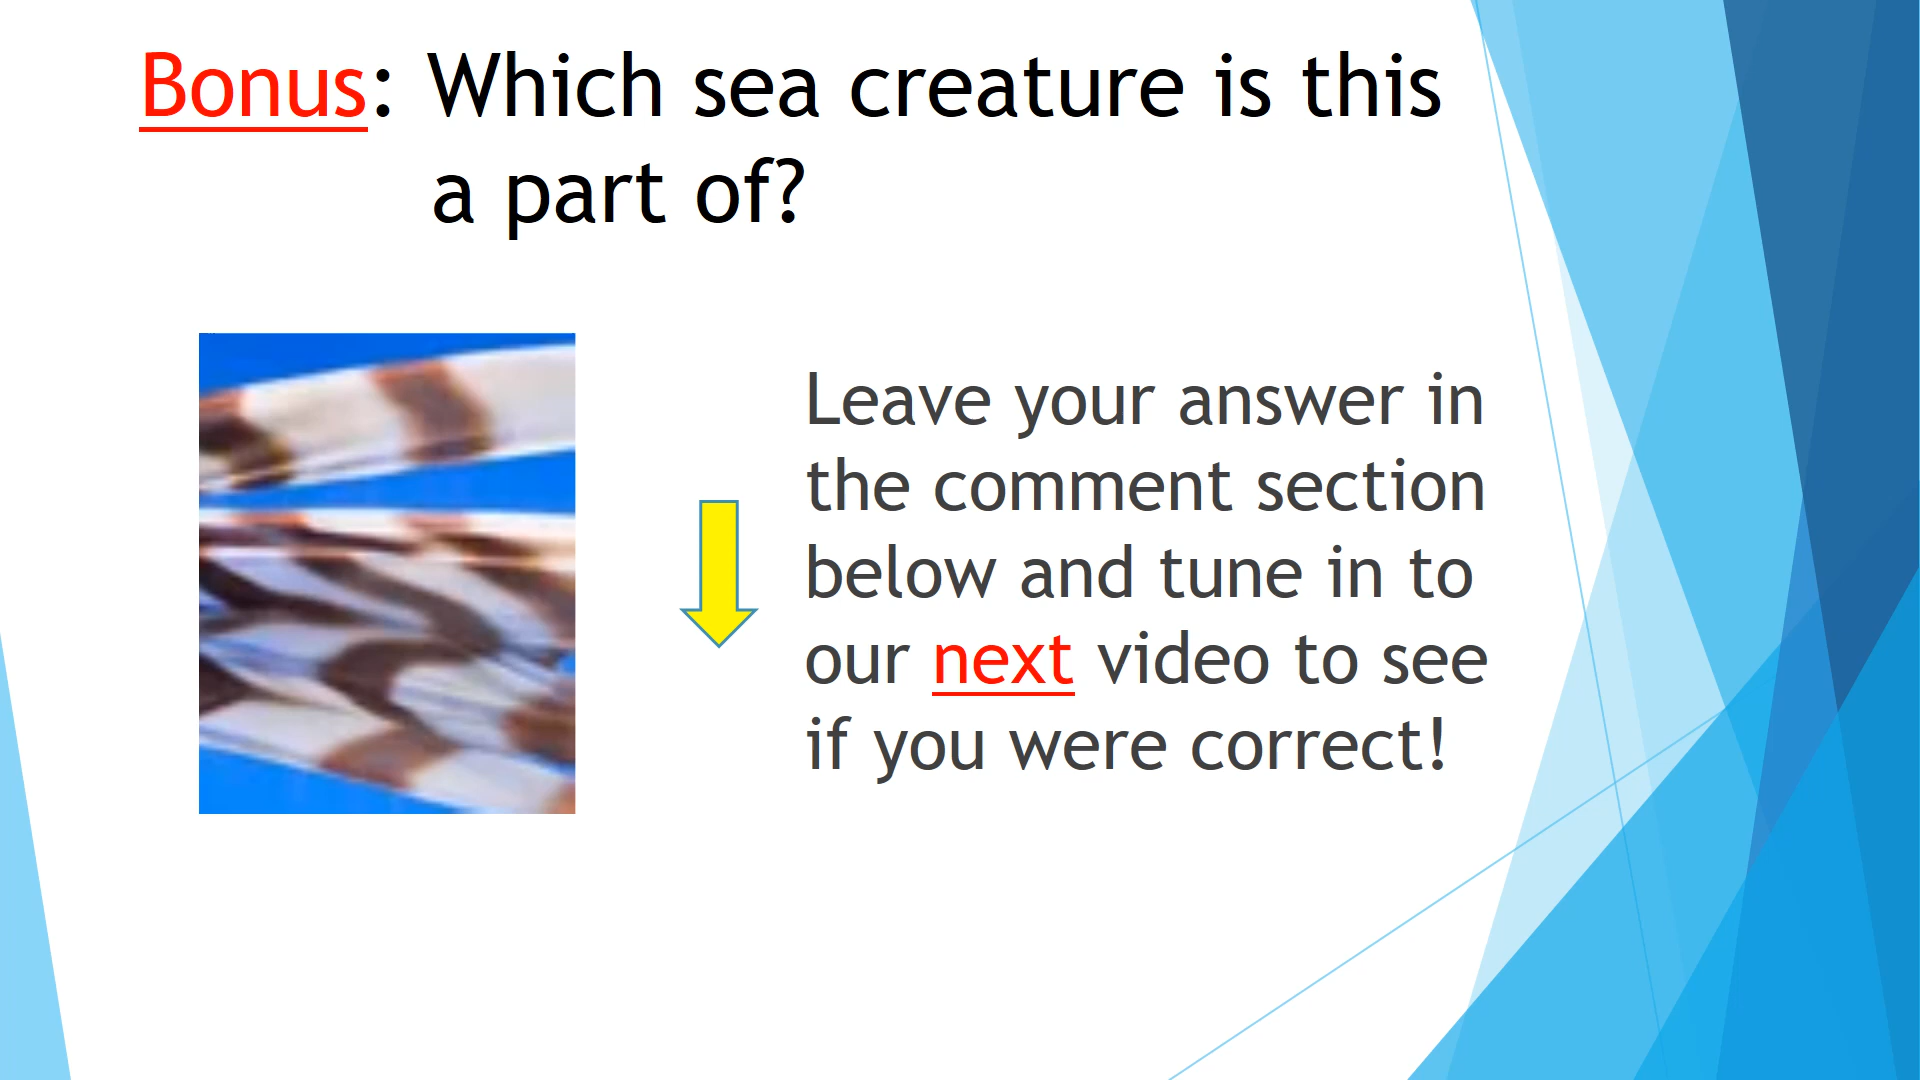 Bonus: Which sea creature is this
a part of?
Leave your answer in
the comment section
below and tune in to
our next video to see
if you were correct!